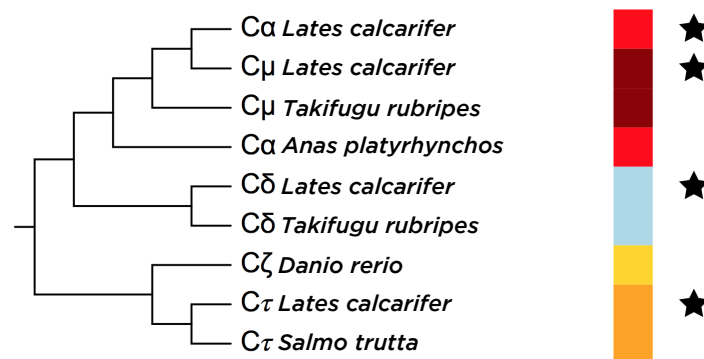 Cα Lates calcarifer
Cμ Lates calcarifer
Cμ Takifugu rubripes
Cα Anas platyrhynchos
Cδ Lates calcarifer
Cδ Takifugu rubripes
Cζ Danio rerio
Cτ Lates calcarifer
Cτ Salmo trutta